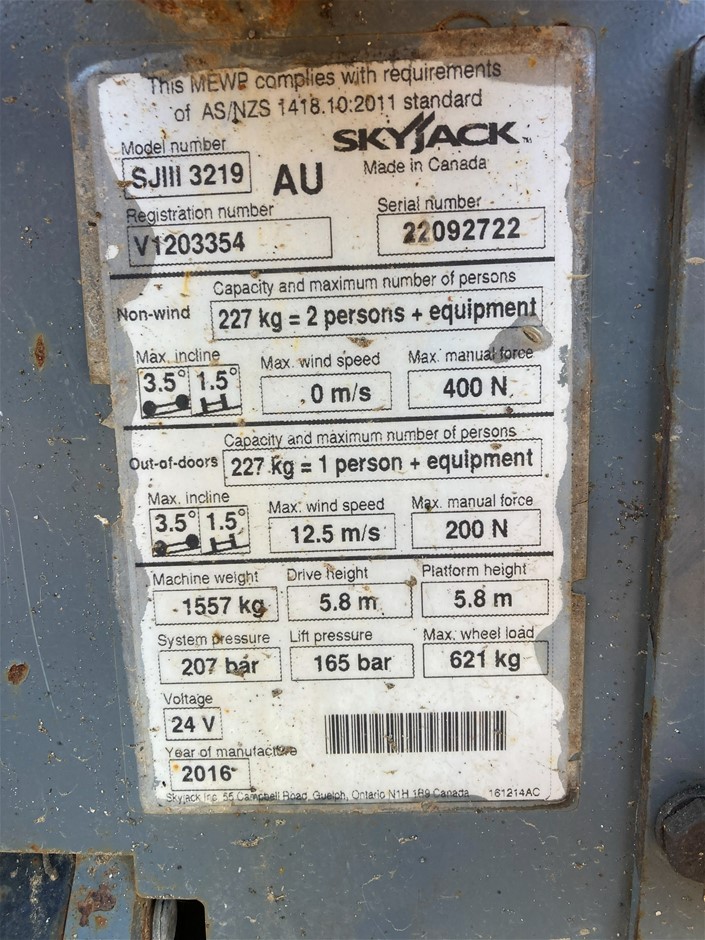 This MEWP complies with requirements
of AS/NZS 1418.10:2011 standard
SKYJACK
Made in Canada
Model number
SJIII 3219
AU
Registration number
V1203354
Serial number
22092722
Capacity and maximum number of persons
Non-wind
227 kg = 2 persons + equipment
Max. incline
3.5° 1.5°
Max. wind speed
0 m/s
Max. manual force
400 N
Capacity and maximum number of persons
Out-of-doors
227 kg = 1 person + equipment
Max. incline
3.5° 1.5°
Max. wind speed
12.5 m/s
Max. manual force
200 N
Machine weight
1557 kg
Drive height
5.8 m
Platform height
5.8 m
System pressure
207 bar
Lift pressure
165 bar
Max. wheel load
621 kg
Voltage
24 V
Year of manufacture
2016
Skyjack Inc. 55 Campbell Road, Guelph, Ontario N1H 1B9 Canada 161214AC